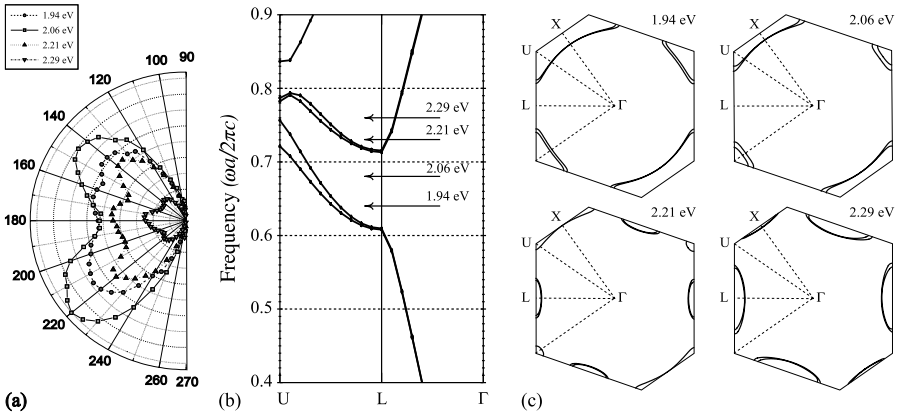 1.94 eV
2.06 eV
2.21 eV
2.29 eV
90
100
120
140
160
180
200
220
240
260
270
(a)
0.9
0.8
0.7
0.6
0.5
0.4
Frequency (ωa/2πc)
2.29 eV
2.21 eV
2.06 eV
1.94 eV
U
L
Γ
(b)
1.94 eV
X
U
L
Γ
2.06 eV
X
U
L
Γ
2.21 eV
X
U
L
Γ
2.29 eV
X
U
L
Γ
(c)